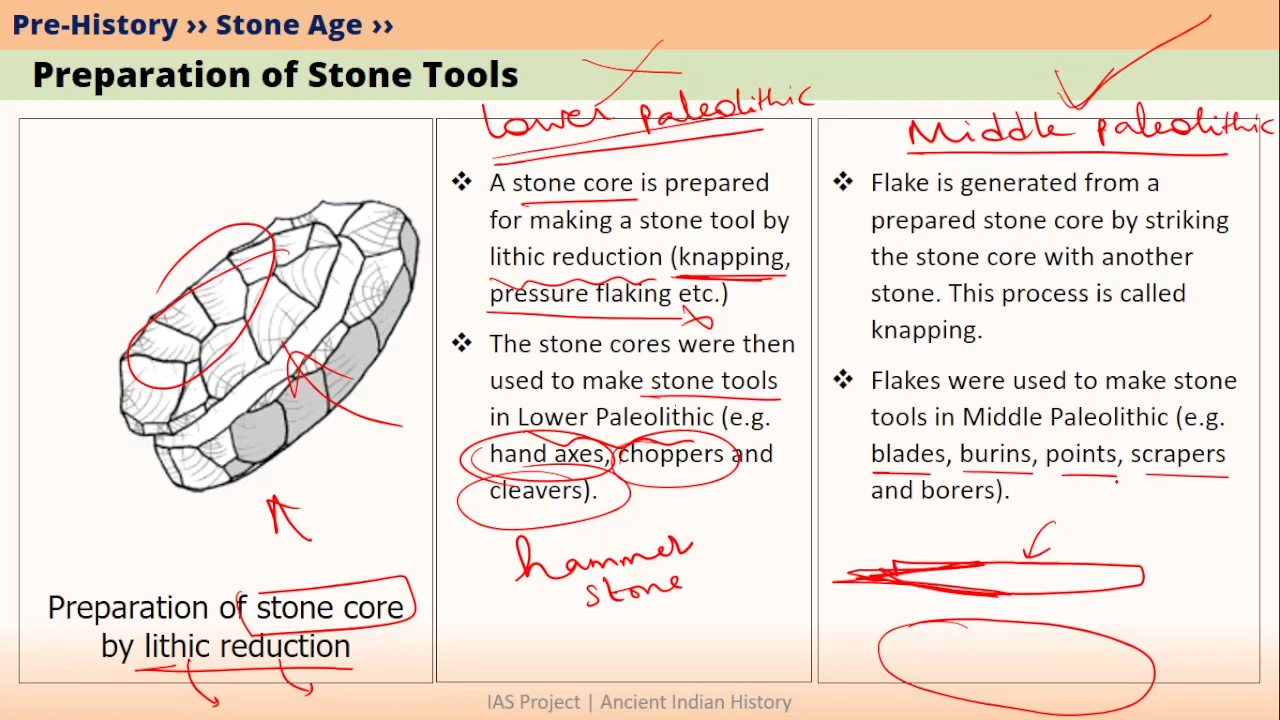 Pre-History ›› Stone Age ››
Preparation of Stone Tools
Preparation of stone core
by lithic reduction
Lower paleolithic
❖ A stone core is prepared
for making a stone tool by
lithic reduction (knapping,
pressure flaking etc.)
❖ The stone cores were then
used to make stone tools
in Lower Paleolithic (e.g.
hand axes, choppers and
cleavers).
hammer
stone
Middle paleolithic
❖ Flake is generated from a
prepared stone core by striking
the stone core with another
stone. This process is called
knapping.
❖ Flakes were used to make stone
tools in Middle Paleolithic (e.g.
blades, burins, points, scrapers
and borers).
IAS Project | Ancient Indian History